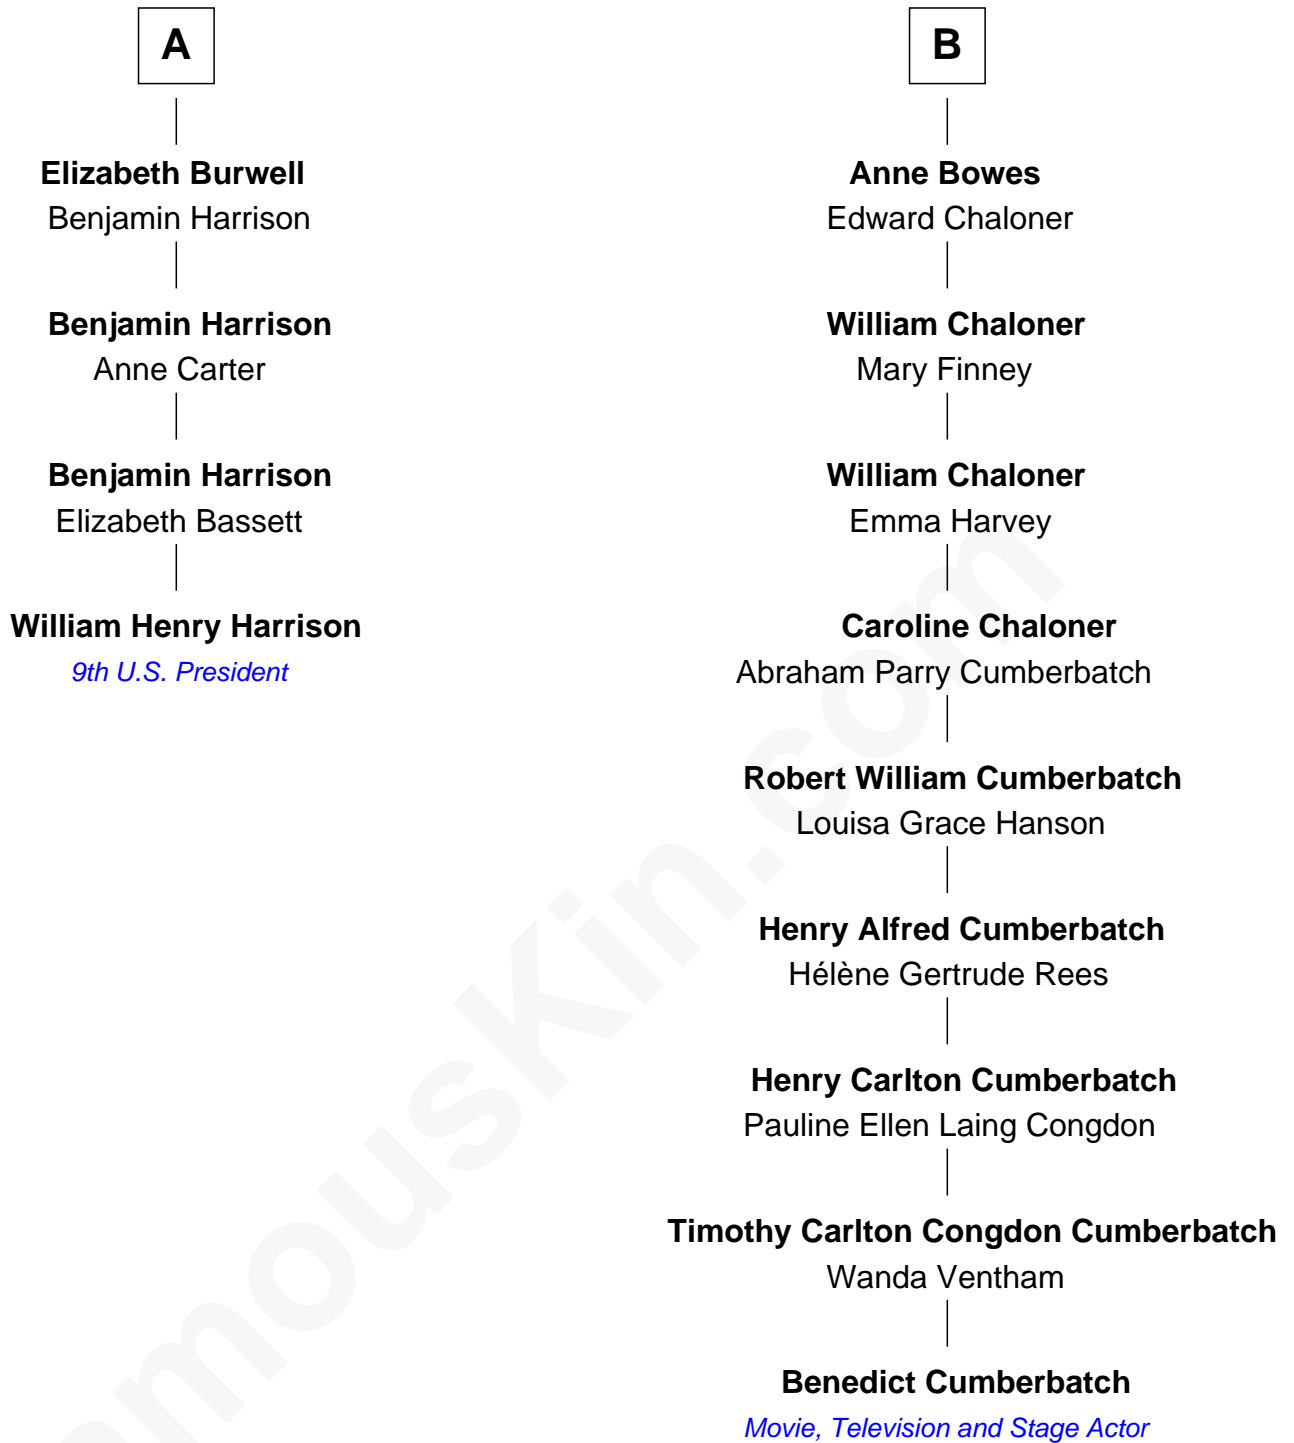 A
Elizabeth Burwell
Benjamin Harrison
Benjamin Harrison
Anne Carter
Benjamin Harrison
Elizabeth Bassett
William Henry Harrison
9th U.S. President
B
Anne Bowes
Edward Chaloner
William Chaloner
Mary Finney
William Chaloner
Emma Harvey
Caroline Chaloner
Abraham Parry Cumberbatch
Robert William Cumberbatch
Louisa Grace Hanson
Henry Alfred Cumberbatch
Hélène Gertrude Rees
Henry Carlton Cumberbatch
Pauline Ellen Laing Congdon
Timothy Carlton Congdon Cumberbatch
Wanda Ventham
Benedict Cumberbatch
Movie, Television and Stage Actor
mousKin.com